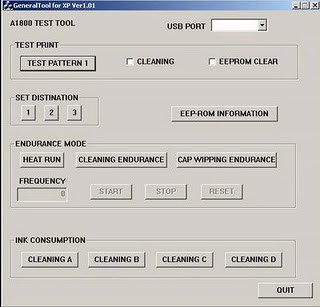 GeneralTool for XP Ver1.01
A1800 TEST TOOL
USB PORT
TEST PRINT
TEST PATTERN 1
CLEANING
EEPROM CLEAR
SET DISTINATION
1 2 3
EEP-ROM INFORMATION
ENDURANCE MODE
HEAT RUN
CLEANING ENDURANCE
CAP WIPPING ENDURANCE
FREQUENCY
0
START
STOP
RESET
INK CONSUMPTION
CLEANING A
CLEANING B
CLEANING C
CLEANING D
QUIT